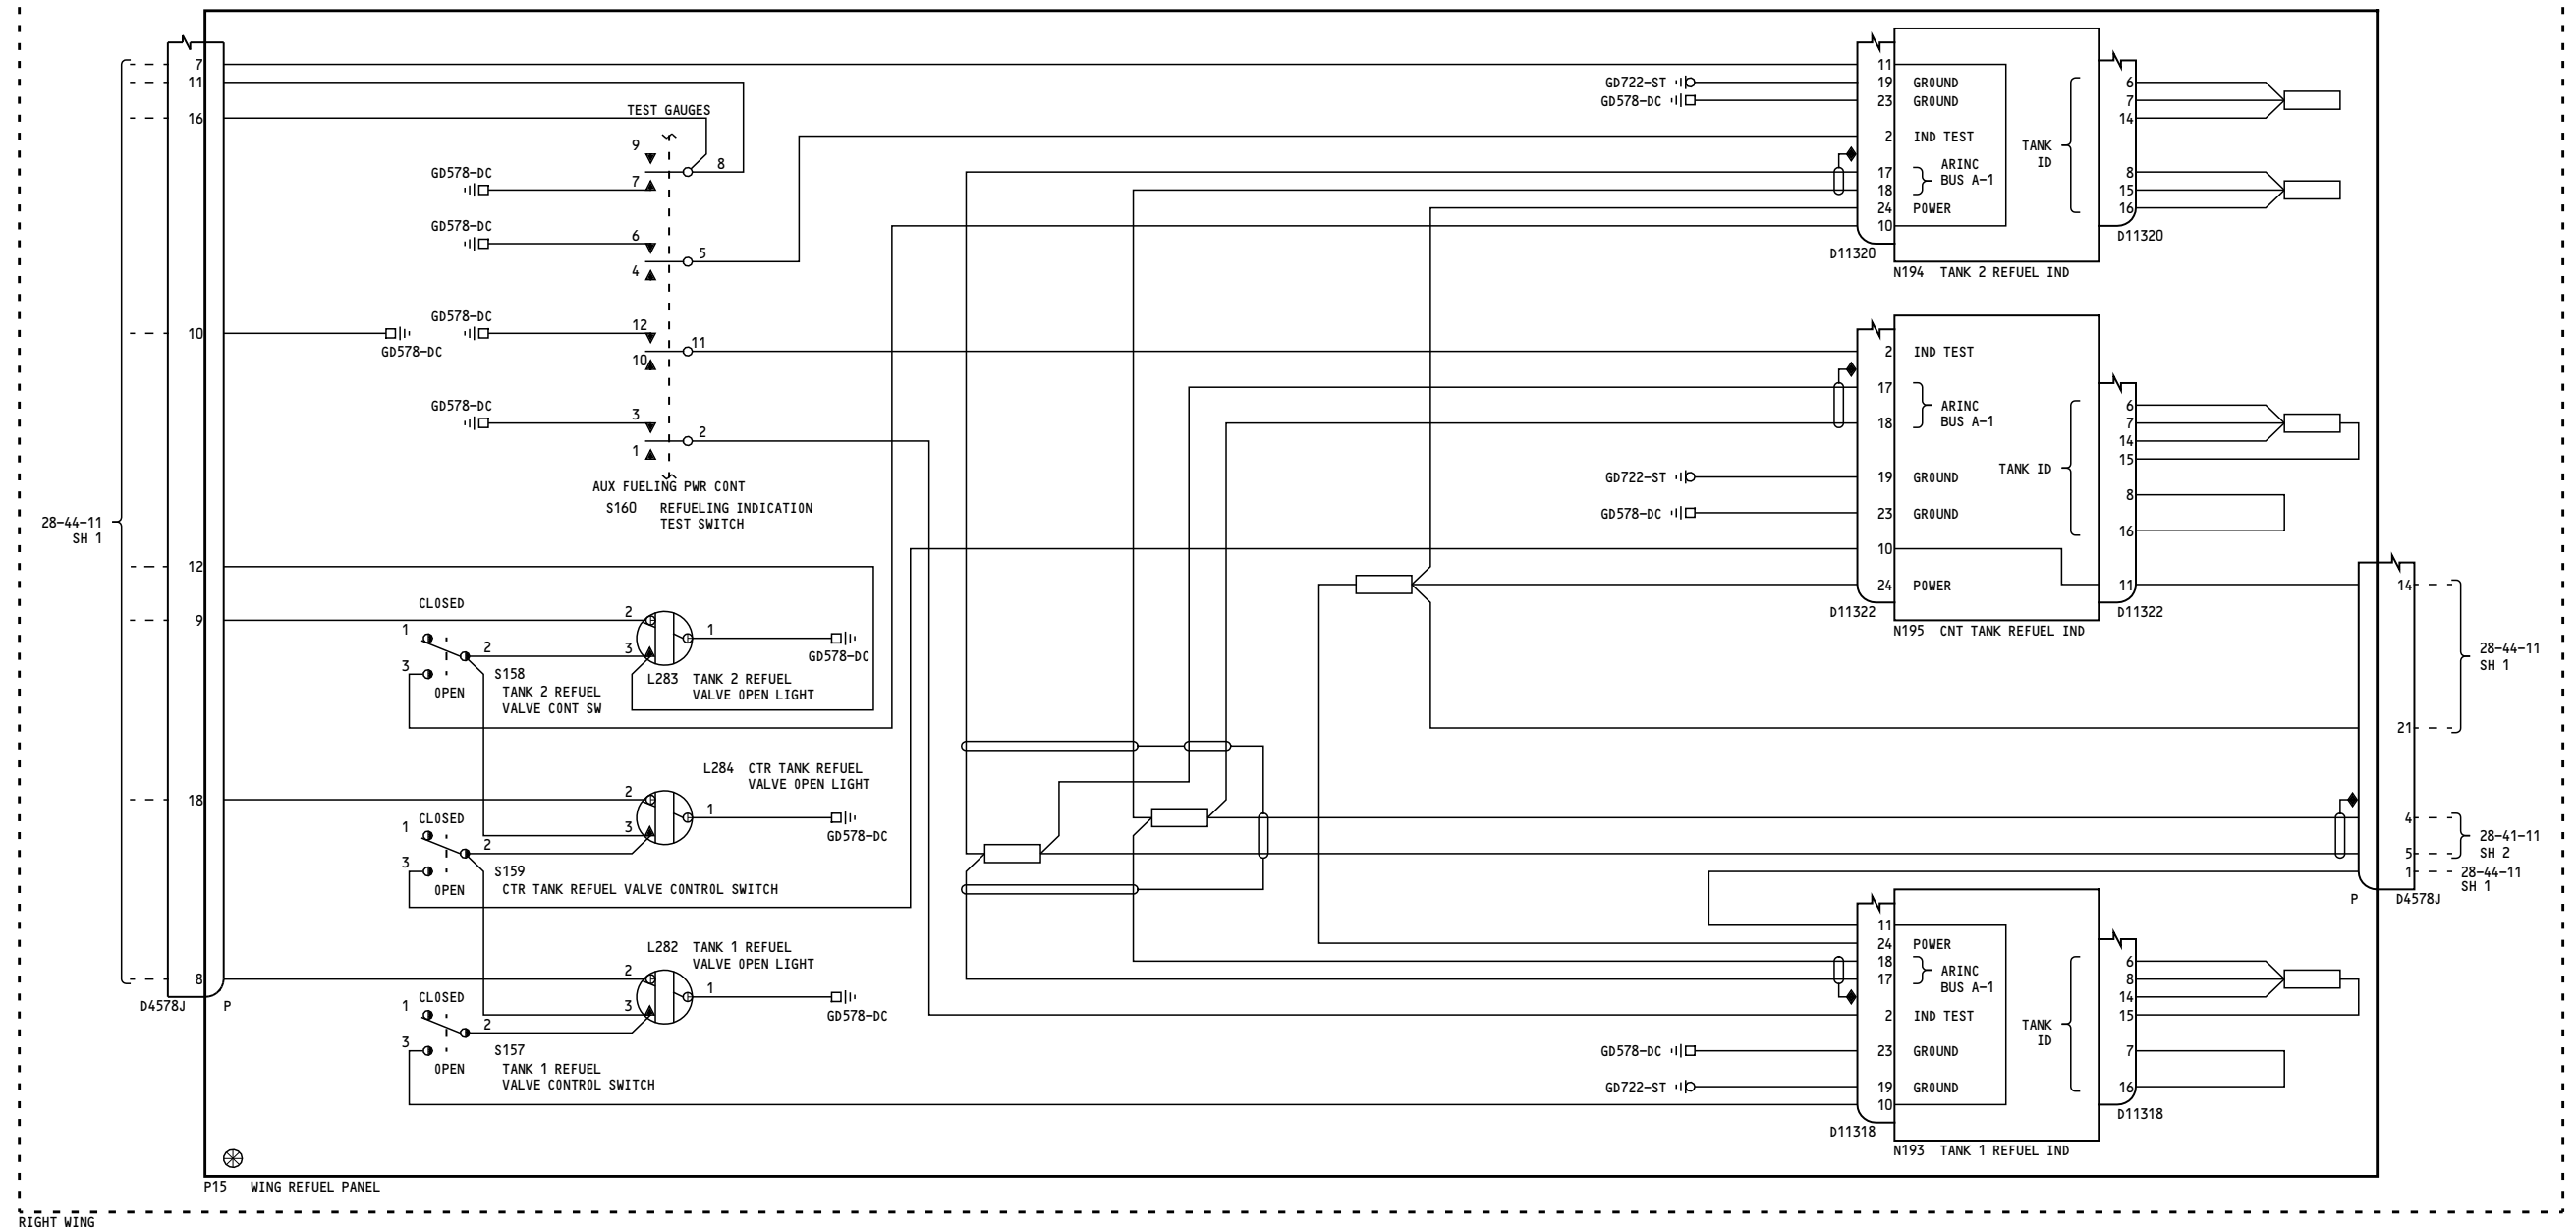 7
11
16
10
12
9
18
8
28-44-11
SH 1
D4578J
P
TEST GAUGES
9
8
7
GD578-DC
6
5
4
GD578-DC
12
11
10
GD578-DC
GD578-DC
3
2
1
GD578-DC
AUX FUELING PWR CONT
S160 REFUELING INDICATION
TEST SWITCH
CLOSED
1
2
3
OPEN
S158
TANK 2 REFUEL
VALVE CONT SW
2
3
1
GD578-DC
L283 TANK 2 REFUEL
VALVE OPEN LIGHT
L284 CTR TANK REFUEL
VALVE OPEN LIGHT
2
3
1
GD578-DC
CLOSED
1
2
3
OPEN
S159
CTR TANK REFUEL VALVE CONTROL SWITCH
L282 TANK 1 REFUEL
VALVE OPEN LIGHT
2
3
1
GD578-DC
CLOSED
1
2
3
OPEN
S157
TANK 1 REFUEL
VALVE CONTROL SWITCH
GD722-ST
GD578-DC
11
19 GROUND
23 GROUND
2 IND TEST
17
18
ARINC
BUS A-1
24 POWER
10
D11320
TANK
ID
6
7
14
8
15
16
D11320
N194 TANK 2 REFUEL IND
2 IND TEST
17
18
ARINC
BUS A-1
GD722-ST
19 GROUND
GD578-DC
23 GROUND
10
24 POWER
D11322
TANK ID
6
7
14
15
8
16
11
D11322
N195 CNT TANK REFUEL IND
14
21
4
5
1
28-44-11
SH 1
28-41-11
SH 2
28-44-11
SH 1
P
D4578J
11
24 POWER
18
17
ARINC
BUS A-1
2 IND TEST
GD578-DC
23 GROUND
GD722-ST
19 GROUND
10
D11318
TANK
ID
6
8
14
15
7
16
D11318
N193 TANK 1 REFUEL IND
P15 WING REFUEL PANEL
RIGHT WING